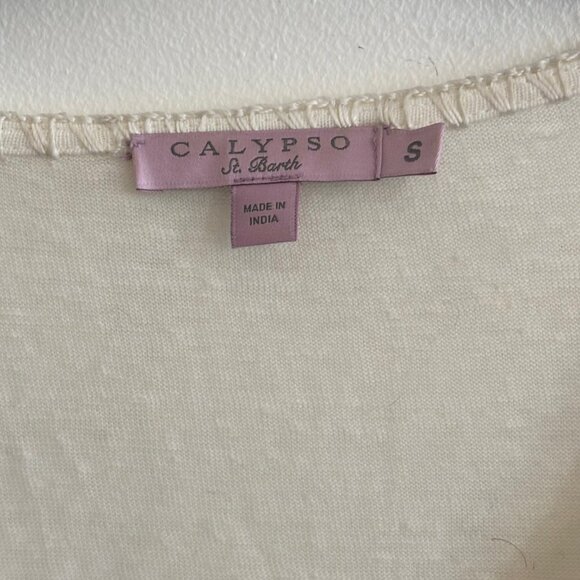 CALYPSO
St. Barth
S
MADE IN
INDIA